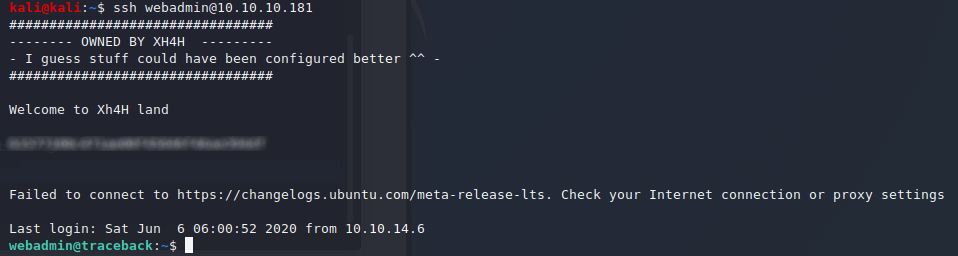 kali@kali:~$ ssh webadmin@10.10.10.181
#################################
-------- OWNED BY XH4H  ---------
- I guess stuff could have been configured better ^^ -
#################################
Welcome to Xh4H land
Failed to connect to https://changelogs.ubuntu.com/meta-release-lts. Check your Internet connection or proxy settings
Last login: Sat Jun  6 06:00:52 2020 from 10.10.14.6
webadmin@traceback:~$